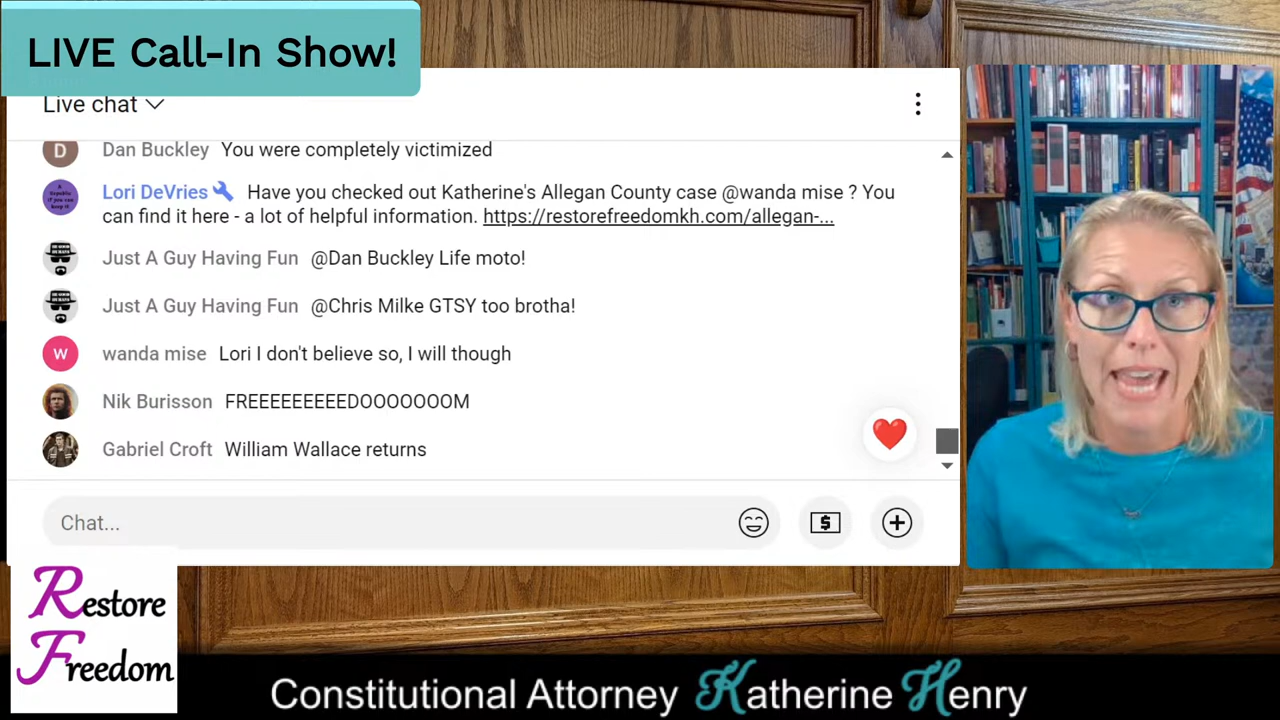 LIVE Call-In Show!
Live chat
D Dan Buckley You were completely victimized
Lori DeVries Have you checked out Katherine's Allegan County case @wanda mise ? You
can find it here - a lot of helpful information. https://restorefreedomkh.com/allegan-...
Just A Guy Having Fun @Dan Buckley Life moto!
Just A Guy Having Fun @Chris Milke GTSY too brotha!
W wanda mise Lori I don't believe so, I will though
Nik Burisson FREEEEEEEEEDOOOOOOM
Gabriel Croft William Wallace returns
Chat...
$
Restore
Freedom
Constitutional Attorney Katherine Henry